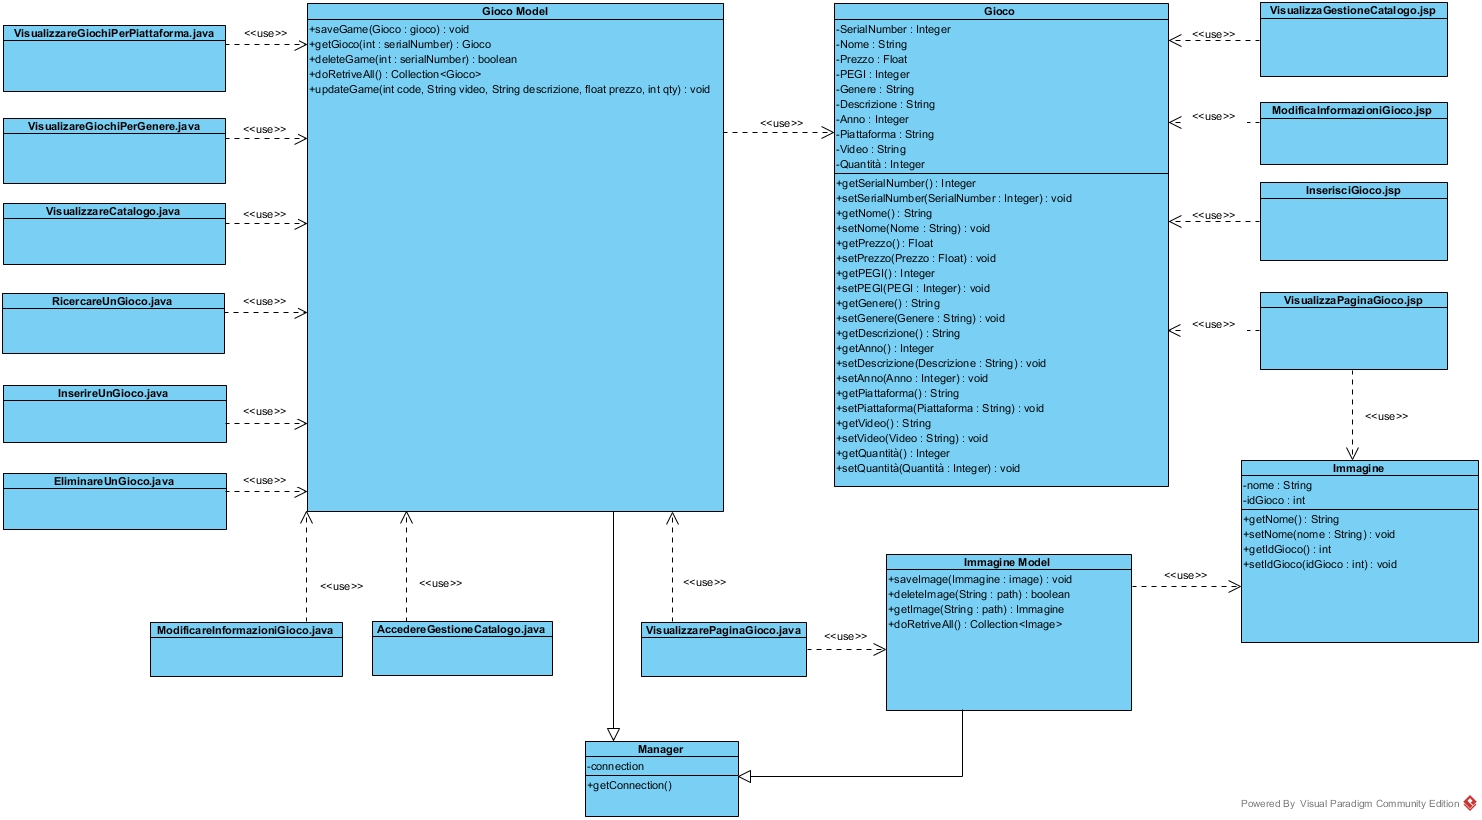 VisualizzareGiochiPerPiattaforma.java
<<use>>
VisualizareGiochiPerGenere.java
<<use>>
VisualizzareCatalogo.java
<<use>>
RicercareUnGioco.java
<<use>>
InserireUnGioco.java
<<use>>
EliminareUnGioco.java
<<use>>
Gioco Model
+saveGame(Gioco : gioco) : void
+getGioco(int : serialNumber) : Gioco
+deleteGame(int : serialNumber) : boolean
+doRetriveAll() : Collection<Gioco>
+updateGame(int code, String video, String descrizione, float prezzo, int qty) : void
<<use>>
Gioco
-SerialNumber : Integer
-Nome : String
-Prezzo : Float
-PEGI : Integer
-Genere : String
-Descrizione : String
-Anno : Integer
-Piattaforma : String
-Video : String
-Quantità : Integer
+getSerialNumber() : Integer
+setSerialNumber(SerialNumber : Integer) : void
+getNome() : String
+setNome(Nome : String) : void
+getPrezzo() : Float
+setPrezzo(Prezzo : Float) : void
+getPEGI() : Integer
+setPEGI(PEGI : Integer) : void
+getGenere() : String
+setGenere(Genere : String) : void
+getDescrizione() : String
+getAnno() : Integer
+setDescrizione(Descrizione : String) : void
+setAnno(Anno : Integer) : void
+getPiattaforma() : String
+setPiattaforma(Piattaforma : String) : void
+getVideo() : String
+setVideo(Video : String) : void
+getQuantità() : Integer
+setQuantità(Quantità : Integer) : void
VisualizzaGestioneCatalogo.jsp
<<use>>
ModificaInformazioniGioco.jsp
<<use>>
InserisciGioco.jsp
<<use>>
VisualizzaPaginaGioco.jsp
<<use>>
<<use>>
Immagine
-nome : String
-idGioco : int
+getNome() : String
+setNome(nome : String) : void
+getIdGioco() : int
+setIdGioco(idGioco : int) : void
<<use>>
<<use>>
<<use>>
ModificareInformazioniGioco.java
AccedereGestioneCatalogo.java
VisualizzarePaginaGioco.java
<<use>>
Immagine Model
+saveImage(Immagine : image) : void
+deleteImage(String : path) : boolean
+getImage(String : path) : Immagine
+doRetriveAll() : Collection<Image>
<<use>>
Manager
-connection
+getConnection()
Powered By Visual Paradigm Community Edition